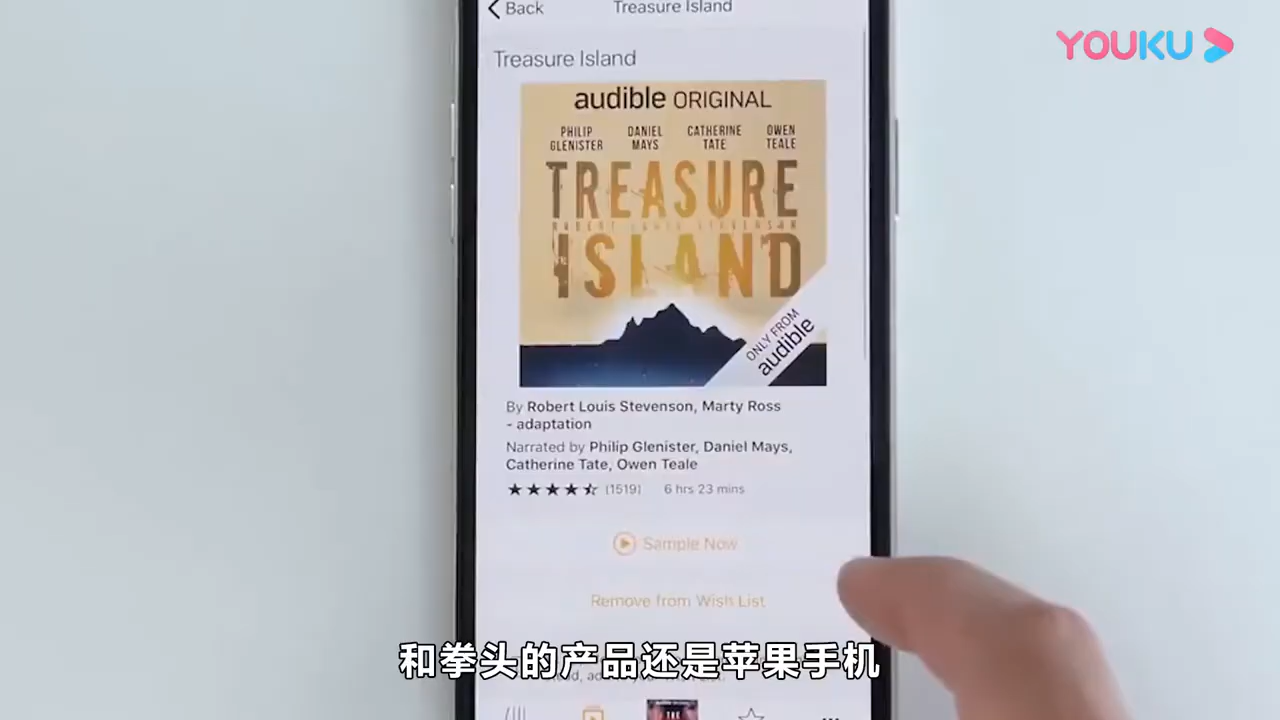 Back
Treasure Island
YOUKU
Treasure Island
audible ORIGINAL
PHILIP GLENISTER
DANIEL MAYS
CATHERINE TATE
OWEN TEALE
TREASURE
ROBERT LOUIS STEVENSON
ISLAND
ONLY FROM
audible
By Robert Louis Stevenson, Marty Ross
- adaptation
Narrated by Philip Glenister, Daniel Mays,
Catherine Tate, Owen Teale
(1519) 6 hrs 23 mins
Sample Now
Remove from Wish List
和拳头的产品还是苹果手机